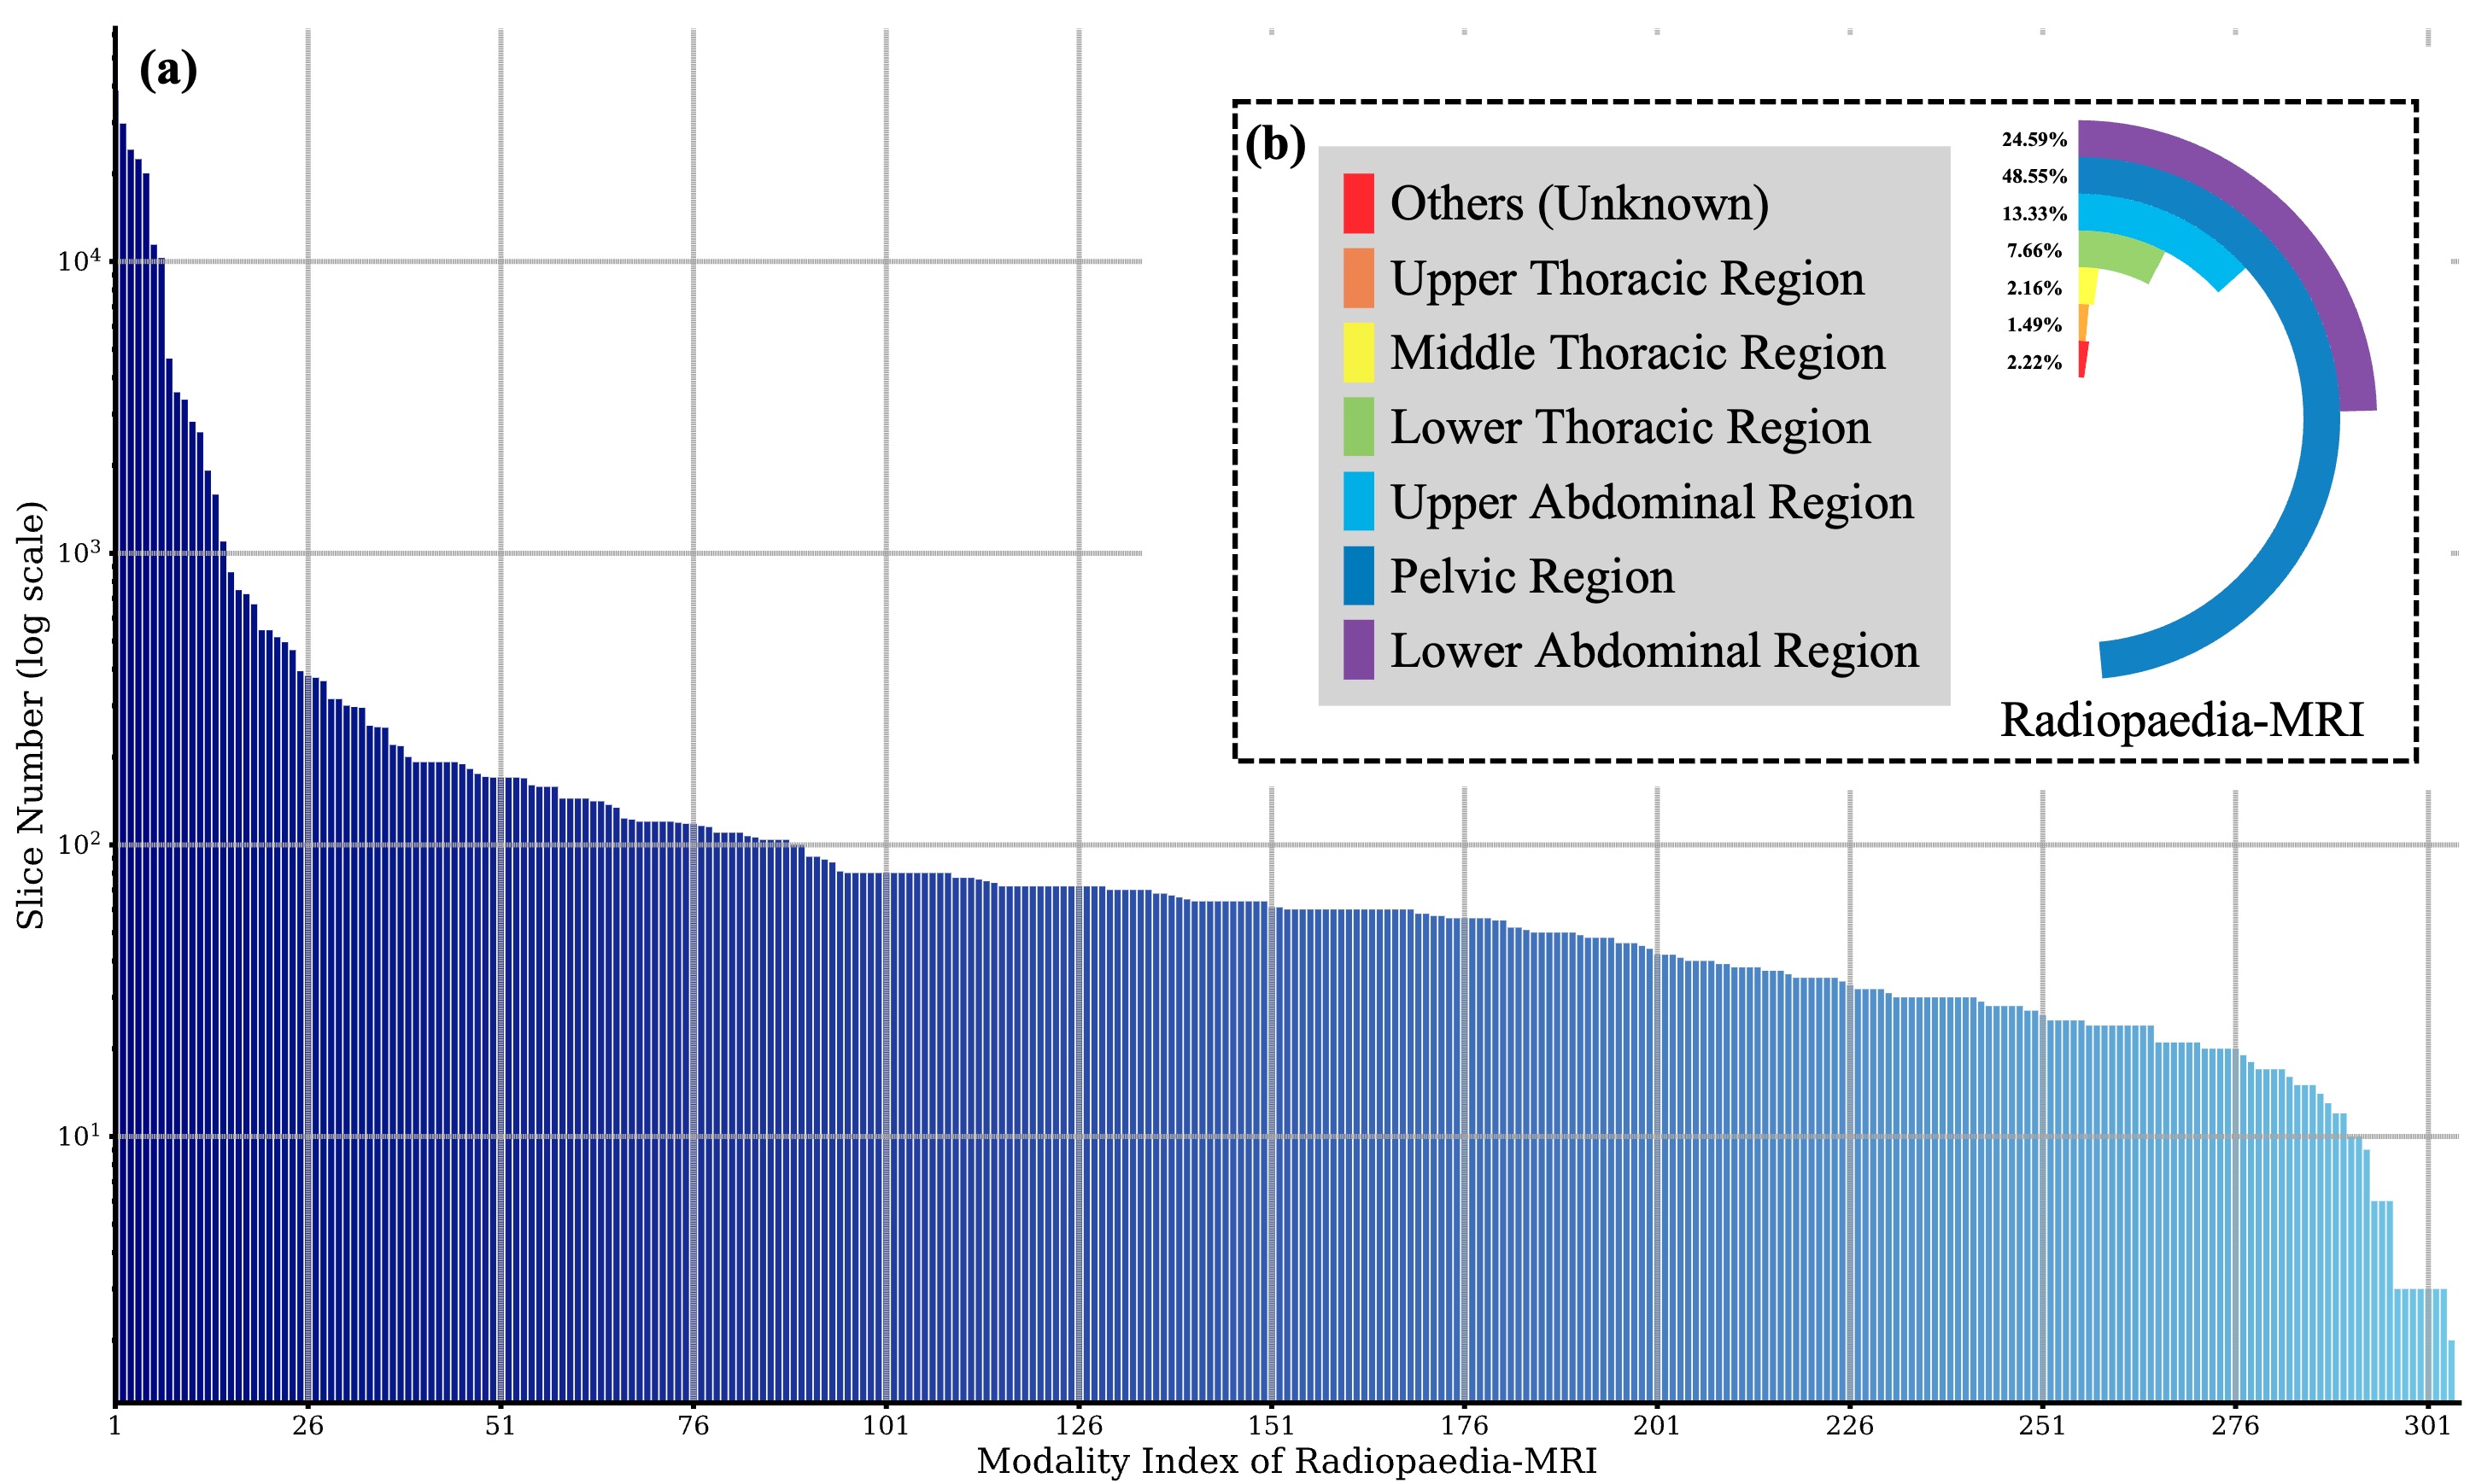 (a)
Slice Number (log scale)
10⁴
10³
10²
10¹
1 26 51 76 101 126 151 176 201 226 251 276 301
Modality Index of Radiopaedia-MRI
(b)
Others (Unknown)
Upper Thoracic Region
Middle Thoracic Region
Lower Thoracic Region
Upper Abdominal Region
Pelvic Region
Lower Abdominal Region
24.59%
48.55%
13.33%
7.66%
2.16%
1.49%
2.22%
Radiopaedia-MRI